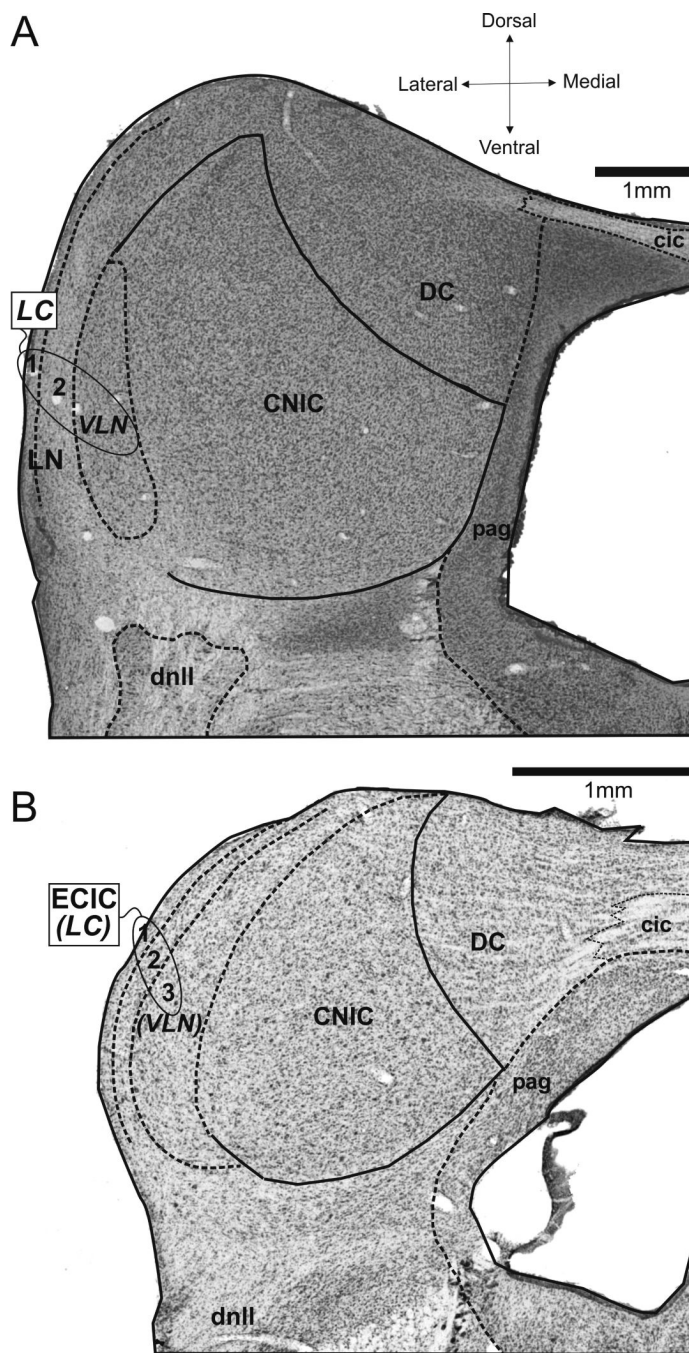 A
Dorsal
Lateral
Medial
Ventral
1mm
cic
DC
LC
1
2
CNIC
VLN
LN
pag
dnll
1mm
B
ECIC
(LC)
1
2
3
(VLN)
DC
cic
CNIC
pag
dnll